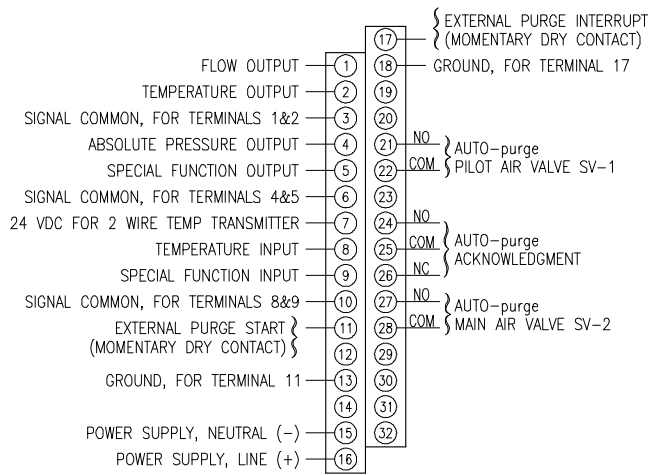 EXTERNAL PURGE INTERRUPT
(MOMENTARY DRY CONTACT)
17
FLOW OUTPUT 1
18 GROUND, FOR TERMINAL 17
TEMPERATURE OUTPUT 2
19
SIGNAL COMMON, FOR TERMINALS 1&2 3
20
ABSOLUTE PRESSURE OUTPUT 4
21 NO
AUTO-purge
SPECIAL FUNCTION OUTPUT 5
22 COM
PILOT AIR VALVE SV-1
SIGNAL COMMON, FOR TERMINALS 4&5 6
23
24 VDC FOR 2 WIRE TEMP TRANSMITTER 7
24 NO
TEMPERATURE INPUT 8
25 COM
AUTO-purge
ACKNOWLEDGMENT
SPECIAL FUNCTION INPUT 9
26 NC
SIGNAL COMMON, FOR TERMINALS 8&9 10
27 NO
AUTO-purge
EXTERNAL PURGE START 11
28 COM
MAIN AIR VALVE SV-2
(MOMENTARY DRY CONTACT) 12
29
GROUND, FOR TERMINAL 11 13
30
14
31
POWER SUPPLY, NEUTRAL (-) 15
32
POWER SUPPLY, LINE (+) 16